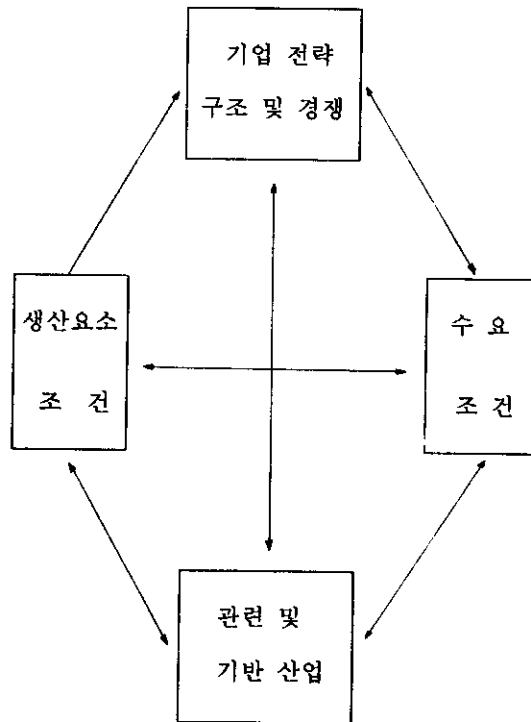 기업 전략
구조 및 경쟁
생산요소
조 건
수 요
조 건
관련 및
기반 산업